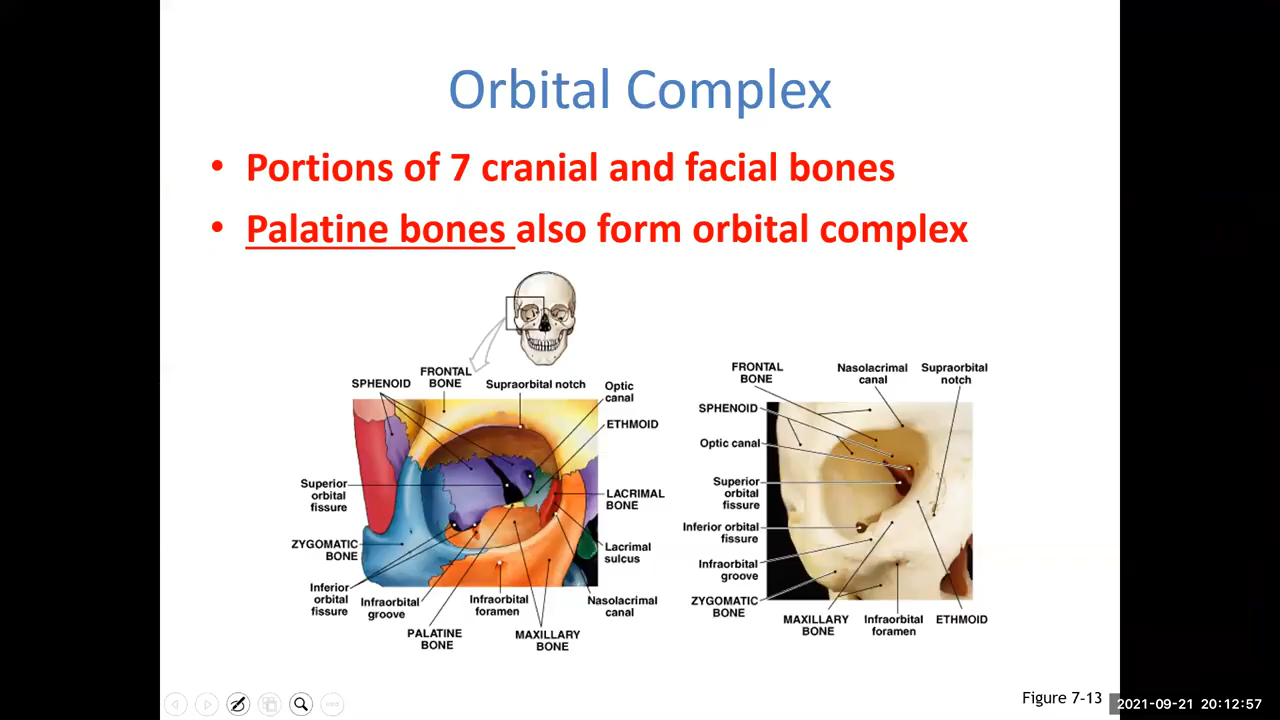 Orbital Complex
• Portions of 7 cranial and facial bones
• Palatine bones also form orbital complex
SPHENOID
FRONTAL
BONE
Supraorbital notch
Optic
canal
ETHMOID
Superior
orbital
fissure
LACRIMAL
BONE
ZYGOMATIC
BONE
Lacrimal
sulcus
Inferior
orbital
fissure
Infraorbital
groove
Infraorbital
foramen
Nasolacrimal
canal
PALATINE
BONE
MAXILLARY
BONE
FRONTAL
BONE
Nasolacrimal
canal
Supraorbital
notch
SPHENOID
Optic canal
Superior
orbital
fissure
Inferior orbital
fissure
Infraorbital
groove
ZYGOMATIC
BONE
MAXILLARY
BONE
Infraorbital
foramen
ETHMOID
Figure 7-13
2021-09-21 20:12:57